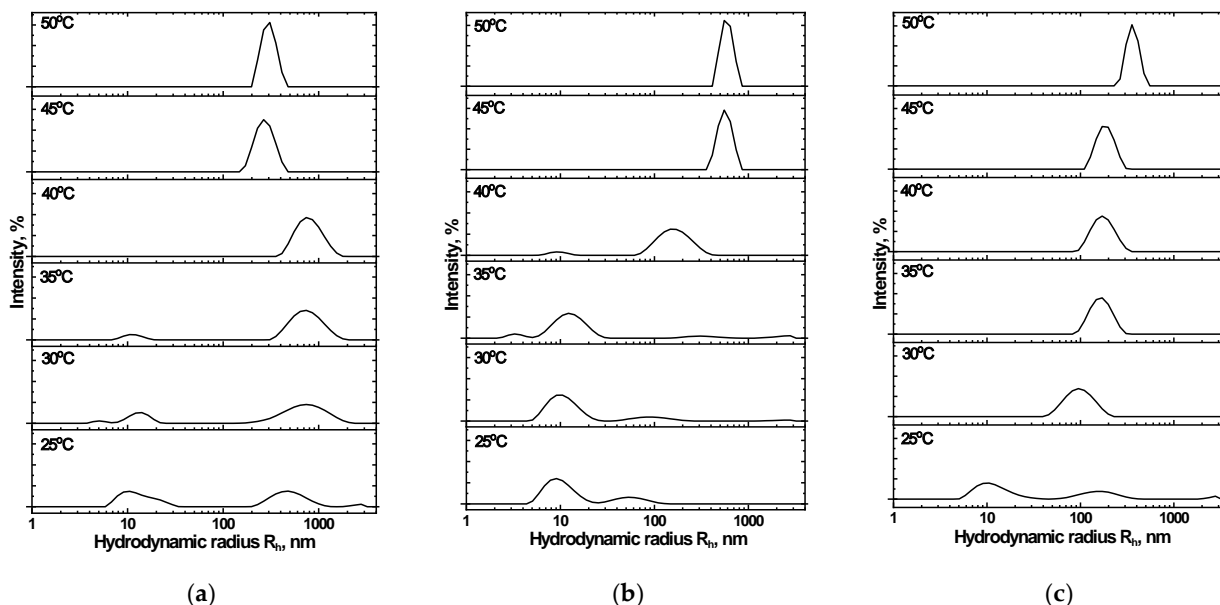 50°C
45°C
40°C
35°C
30°C
25°C
Intensity, %
1 10 100 1000
Hydrodynamic radius Rₕ, nm
(a)
50°C
45°C
40°C
35°C
30°C
25°C
Intensity, %
1 10 100 1000
Hydrodynamic radius Rₕ, nm
(b)
50°C
45°C
40°C
35°C
30°C
25°C
Intensity, %
1 10 100 1000
Hydrodynamic radius Rₕ, nm
(c)